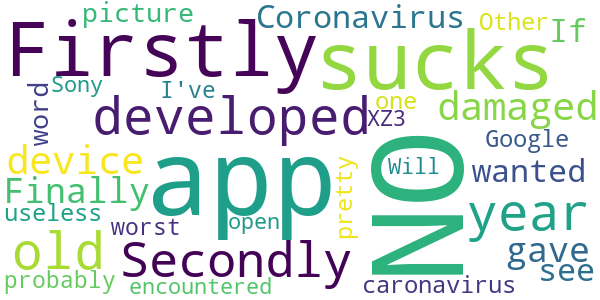 picture Coronavirus Other If
Firstly sucks
Sony I've one
word developed XZ3 damaged
device app NO Will Google wanted
Finally pretty year
useless open
worst
old Secondly gave see
probably encountered caronavirus